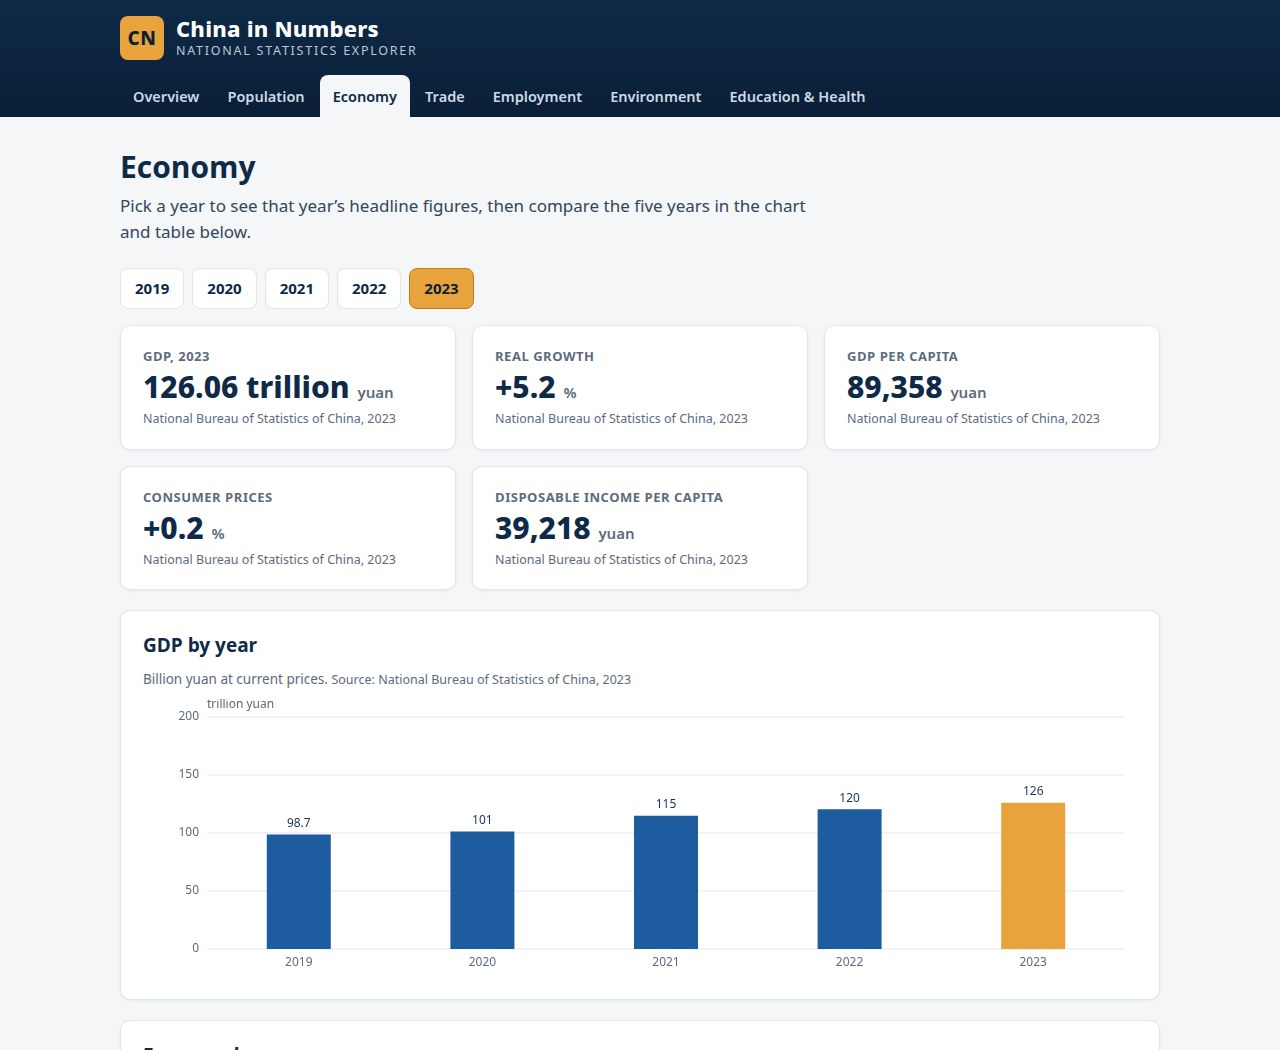 CN
China in Numbers
NATIONAL STATISTICS EXPLORER
Overview Population Economy Trade Employment Environment Education & Health
Economy
Pick a year to see that year’s headline figures, then compare the five years in the chart
and table below.
2019 2020 2021 2022 2023
GDP, 2023
126.06 trillion yuan
National Bureau of Statistics of China, 2023
REAL GROWTH
+5.2 %
National Bureau of Statistics of China, 2023
GDP PER CAPITA
89,358 yuan
National Bureau of Statistics of China, 2023
CONSUMER PRICES
+0.2 %
National Bureau of Statistics of China, 2023
DISPOSABLE INCOME PER CAPITA
39,218 yuan
National Bureau of Statistics of China, 2023
GDP by year
Billion yuan at current prices. Source: National Bureau of Statistics of China, 2023
trillion yuan
200
150
100
50
0
98.7 101 115 120 126
2019 2020 2021 2022 2023